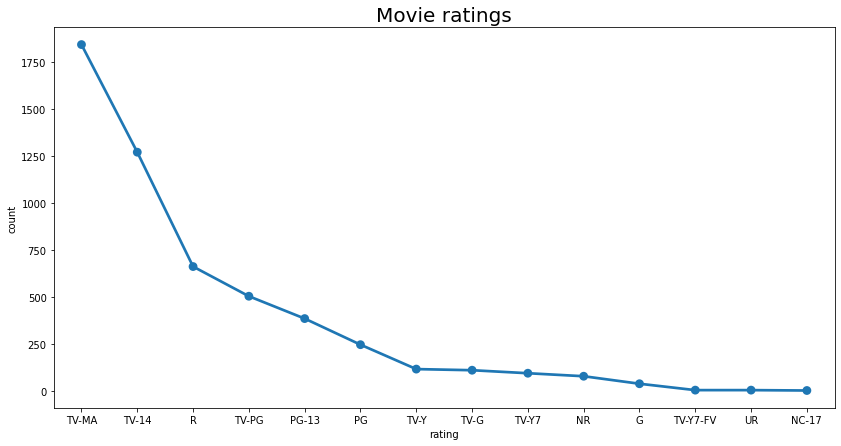 Movie ratings
count
1750
1500
1250
1000
750
500
250
0
TV-MA TV-14 R TV-PG PG-13 PG TV-Y TV-G TV-Y7 NR G TV-Y7-FV UR NC-17
rating